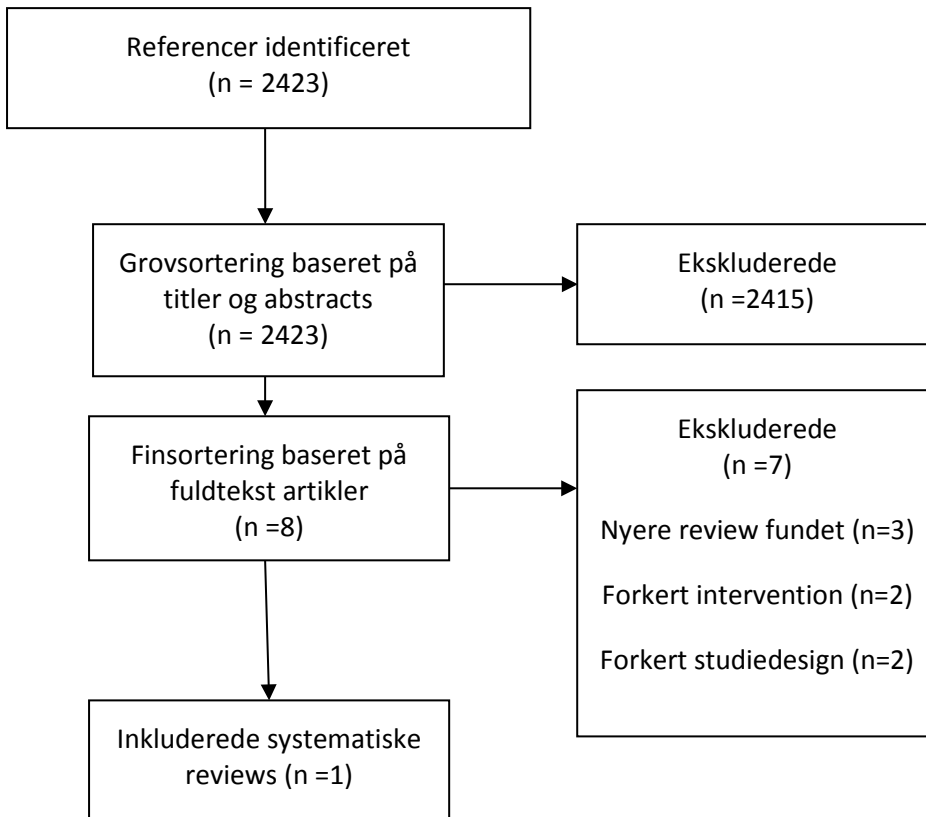 Referencer identificeret
(n = 2423)
Grovsortering baseret på
titler og abstracts
(n = 2423)
Ekskluderede
(n =2415)
Finsortering baseret på
fuldtekst artikler
(n =8)
Ekskluderede
(n =7)
Nyere review fundet (n=3)
Forkert intervention (n=2)
Forkert studiedesign (n=2)
Inkluderede systematiske
reviews (n =1)